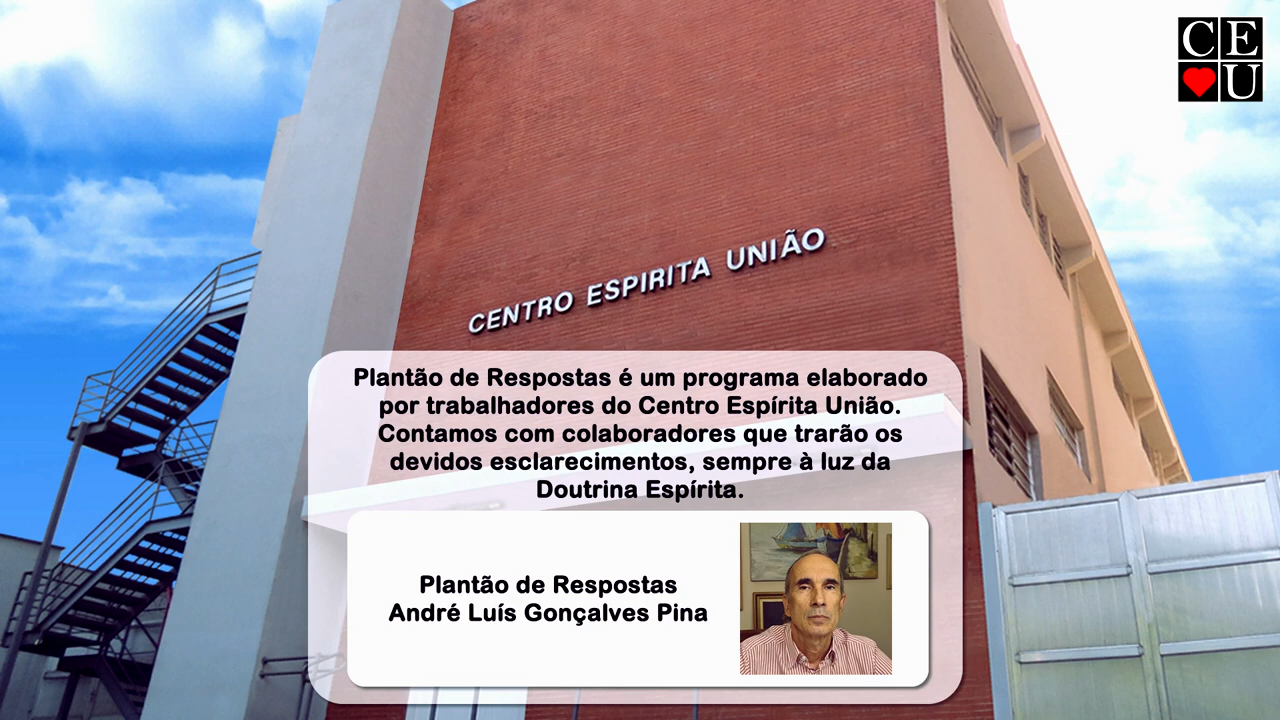 CE
U
CENTRO ESPIRITA UNIÃO
Plantão de Respostas é um programa elaborado
por trabalhadores do Centro Espírita União.
Contamos com colaboradores que trarão os
devidos esclarecimentos, sempre à luz da
Doutrina Espírita.
Plantão de Respostas
André Luís Gonçalves Pina